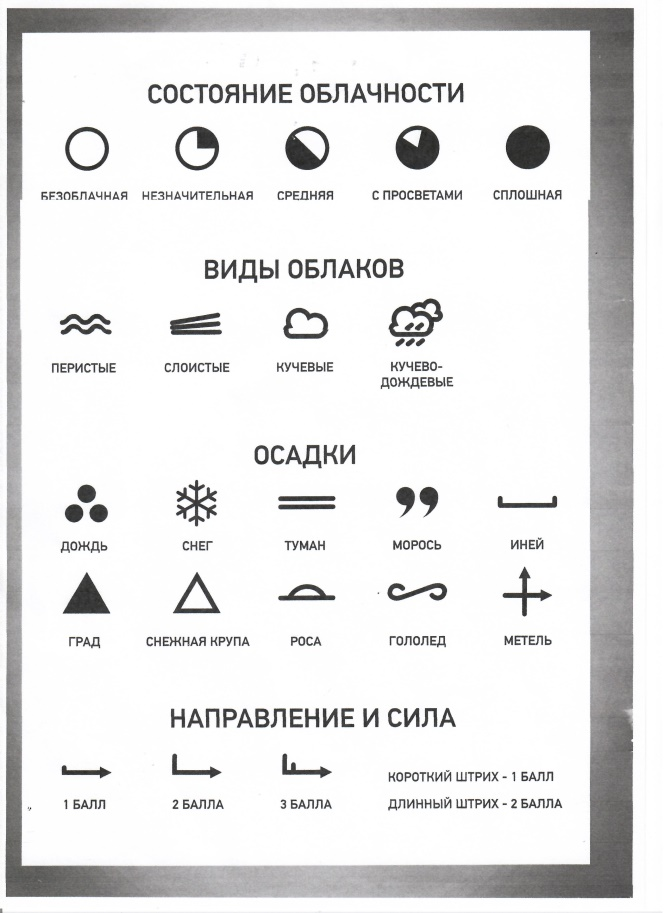 СОСТОЯНИЕ ОБЛАЧНОСТИ
БЕЗОБЛАЧНАЯ НЕЗНАЧИТЕЛЬНАЯ СРЕДНЯЯ С ПРОСВЕТАМИ СПЛОШНАЯ
ВИДЫ ОБЛАКОВ
ПЕРИСТЫЕ СЛОИСТЫЕ КУЧЕВЫЕ КУЧЕВО-
ДОЖДЕВЫЕ
ОСАДКИ
ДОЖДЬ СНЕГ ТУМАН МОРОСЬ ИНЕЙ
ГРАД СНЕЖНАЯ КРУПА РОСА ГОЛОЛЕД МЕТЕЛЬ
НАПРАВЛЕНИЕ И СИЛА
КОРОТКИЙ ШТРИХ - 1 БАЛЛ
1 БАЛЛ 2 БАЛЛА 3 БАЛЛА ДЛИННЫЙ ШТРИХ - 2 БАЛЛА